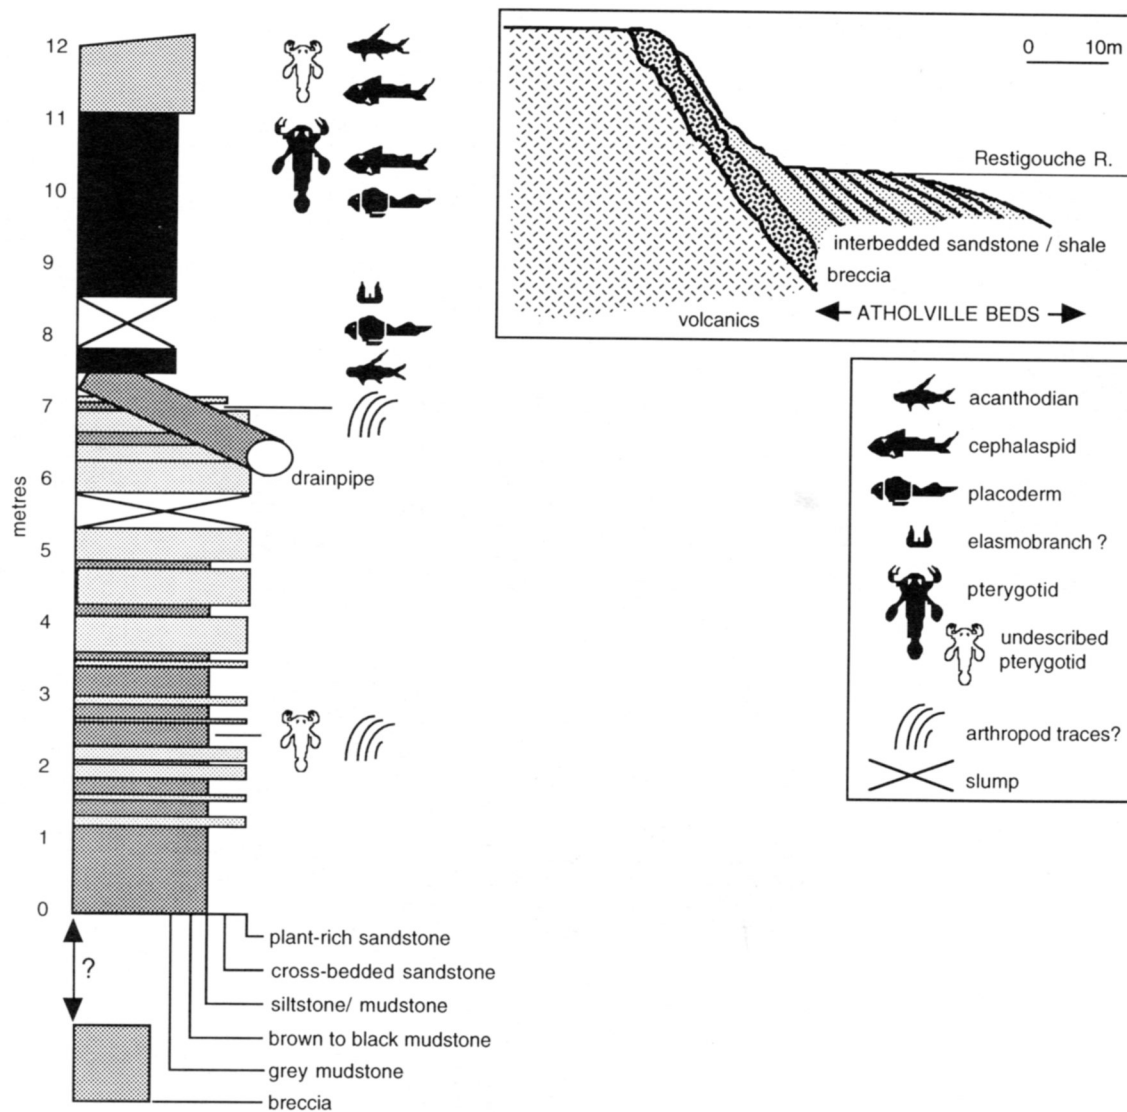 12
11
10
9
8
7
6
5
4
3
2
1
0
metres
drainpipe
?
plant-rich sandstone
cross-bedded sandstone
siltstone/ mudstone
brown to black mudstone
grey mudstone
breccia
0 10m
Restigouche R.
interbedded sandstone / shale
breccia
volcanics
ATHOLVILLE BEDS
acanthodian
cephalaspid
placoderm
elasmobranch ?
pterygotid
undescribed
pterygotid
arthropod traces?
slump